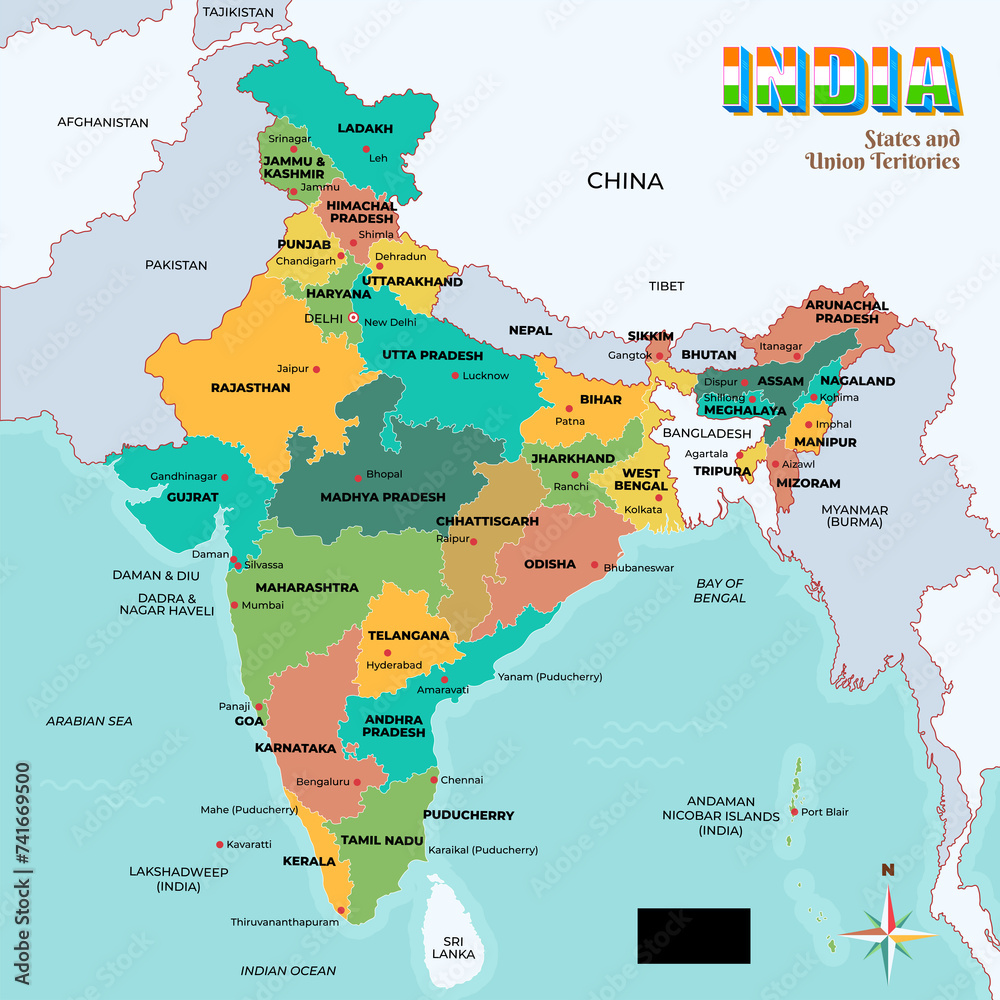 TAJIKISTAN
INDIA
States and
Union Teritories
AFGHANISTAN
LADAKH
Srinagar
Leh
JAMMU &
KASHMIR
Jammu
CHINA
HIMACHAL
PRADESH
Shimla
PUNJAB
Chandigarh
Dehradun
PAKISTAN
UTTARAKHAND
TIBET
HARYANA
DELHI
New Delhi
ARUNACHAL
PRADESH
NEPAL
SIKKIM
Itanagar
Gangtok
BHUTAN
UTTA PRADESH
Jaipur
Lucknow
RAJASTHAN
Dispur
ASSAM
NAGALAND
BIHAR
Shillong
Kohima
MEGHALAYA
Patna
Imphal
BANGLADESH
MANIPUR
JHARKHAND
Agartala
Aizawl
Gandhinagar
Bhopal
WEST
BENGAL
TRIPURA
Ranchi
MIZORAM
GUJRAT
MADHYA PRADESH
Kolkata
MYANMAR
(BURMA)
CHHATTISGARH
Raipur
Daman
Silvassa
ODISHA
Bhubaneswar
DAMAN & DIU
MAHARASHTRA
BAY OF
BENGAL
DADRA &
NAGAR HAVELI
Mumbai
TELANGANA
Hyderabad
Yanam (Puducherry)
Amaravati
Panaji
GOA
ARABIAN SEA
ANDHRA
PRADESH
KARNATAKA
Bengaluru
Chennai
Mahe (Puducherry)
PUDUCHERRY
ANDAMAN
NICOBAR ISLANDS
(INDIA)
Port Blair
TAMIL NADU
Kavaratti
Karaikal (Puducherry)
KERALA
LAKSHADWEEP
(INDIA)
N
Thiruvananthapuram
SRI
LANKA
INDIAN OCEAN
Adobe Stock | #741669500